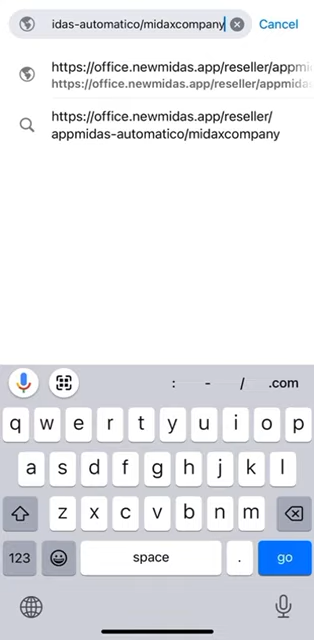 idas-automatico/midaxcompany Cancel
https://office.newmidas.app/reseller/appmi
https://office.newmidas.app/reseller/appmida
https://office.newmidas.app/reseller/
appmidas-automatico/midaxcompany
: - / .com
q w e r t y u i o p
a s d f g h j k l
z x c v b n m
123 space . go